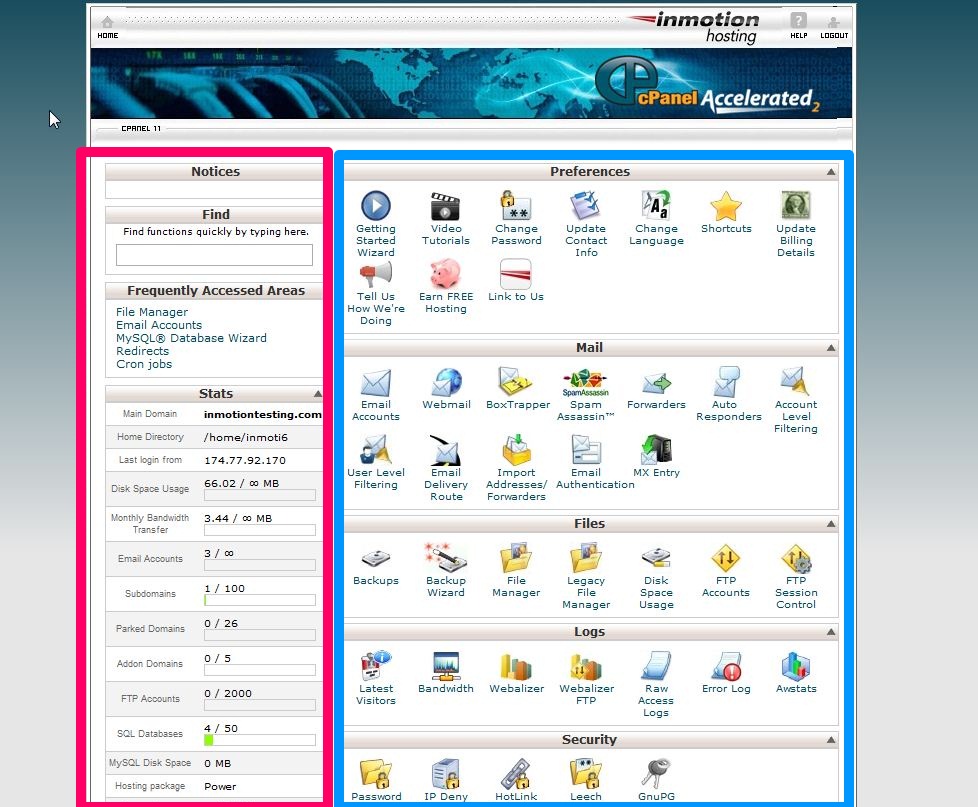 HOME
inmotion
hosting
HELP
LOGOUT
cPanel Accelerated2
CPANEL 11
Notices
Find
Find functions quickly by typing here.
Frequently Accessed Areas
File Manager
Email Accounts
MySQL® Database Wizard
Redirects
Cron jobs
Stats
Main Domain inmotiontesting.com
Home Directory /home/inmoti6
Last login from 174.77.92.170
Disk Space Usage 66.02 / ∞ MB
Monthly Bandwidth
Transfer
3.44 / ∞ MB
Email Accounts 3 / ∞
Subdomains 1 / 100
Parked Domains 0 / 26
Addon Domains 0 / 5
FTP Accounts 0 / 2000
SQL Databases 4 / 50
MySQL Disk Space 0 MB
Hosting package Power
Preferences
Getting
Started
Wizard
Video
Tutorials
Change
Password
Update
Contact
Info
Change
Language
Shortcuts
Update
Billing
Details
Tell Us
How We're
Doing
Earn FREE
Hosting
Link to Us
Mail
Email
Accounts
Webmail
BoxTrapper
SpamAssassin
Spam
Assassin™
Forwarders
Auto
Responders
Account
Level
Filtering
User Level
Filtering
Email
Delivery
Route
Import
Addresses/
Forwarders
Email
Authentication
MX Entry
Files
Backups
Backup
Wizard
File
Manager
Legacy
File
Manager
Disk
Space
Usage
FTP
Accounts
FTP
Session
Control
Logs
Latest
Visitors
Bandwidth
Webalizer
Webalizer
FTP
Raw
Access
Logs
Error Log
Awstats
Security
Password
IP Deny
HotLink
Leech
GnuPG